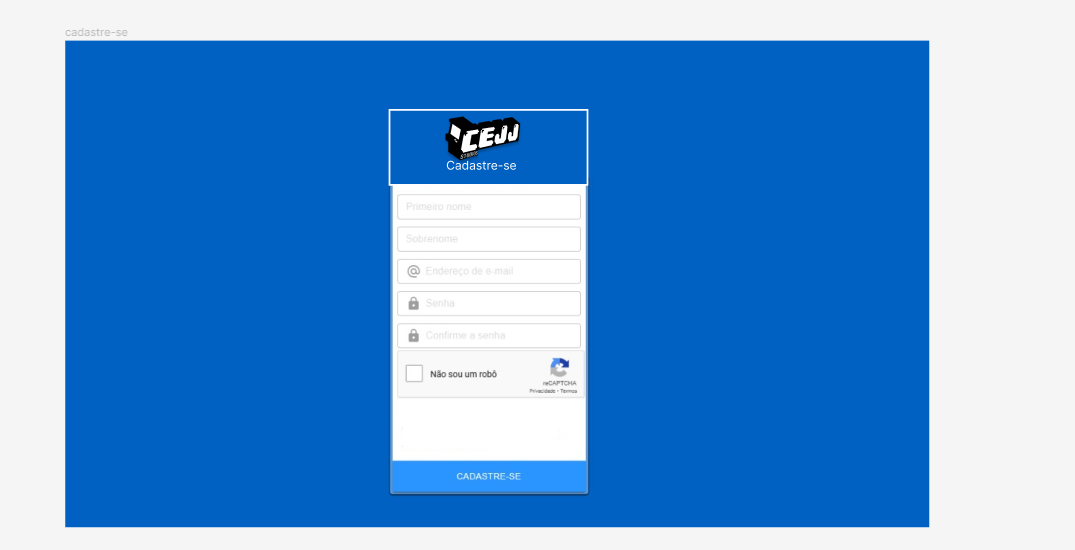 cadastre-se
CEJJ
Cadastre-se
Primeiro nome
Sobrenome
Endereço de e-mail
Senha
Confirme a senha
Não sou um robô
reCAPTCHA
Privacidade - Termos
CADASTRE-SE